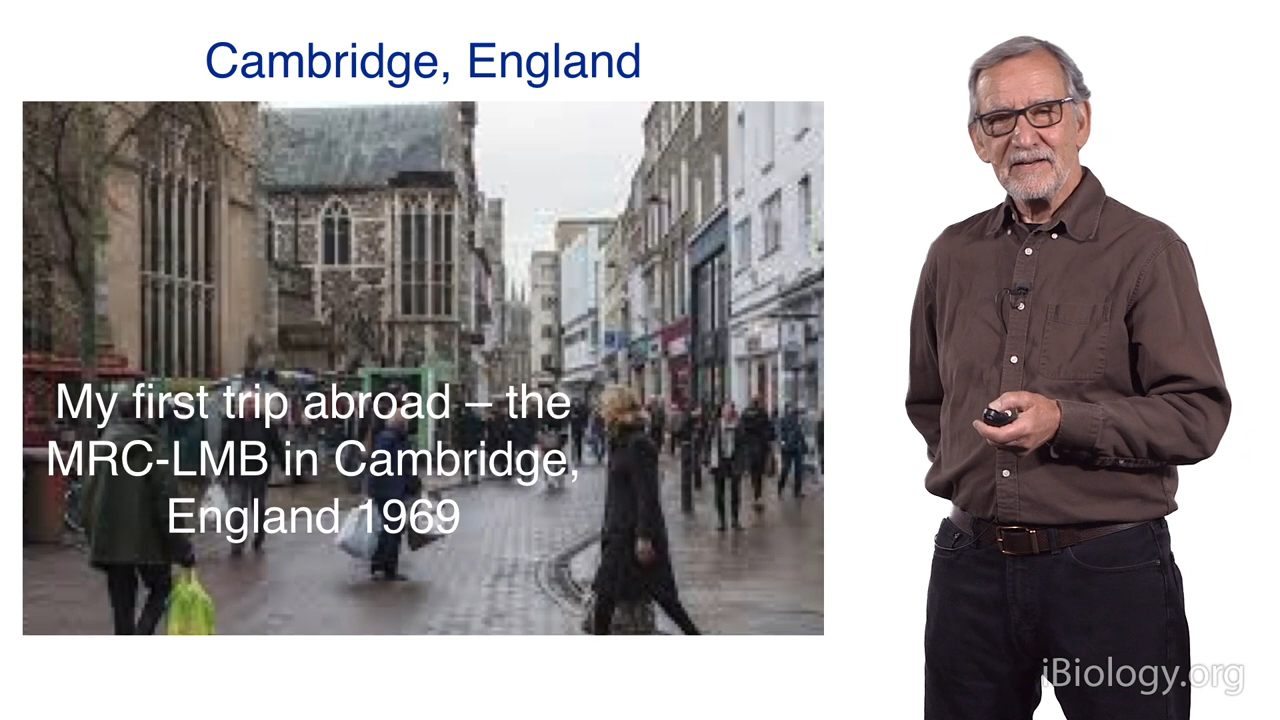 Cambridge, England
My first trip abroad – the
MRC-LMB in Cambridge,
England 1969
iBiology.org